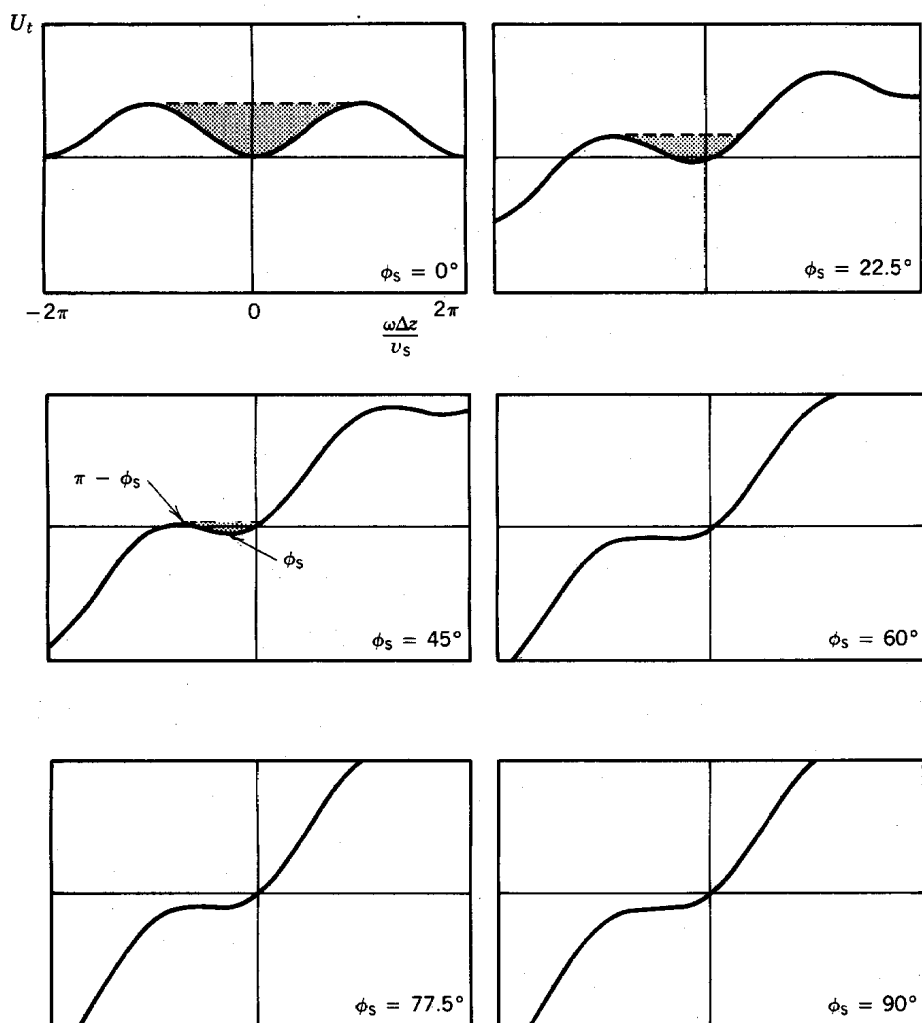 U_t
ϕ_s = 0°
ϕ_s = 22.5°
−2π 0 2π
ωΔz/v_s
π − ϕ_s
ϕ_s
ϕ_s = 45°
ϕ_s = 60°
ϕ_s = 77.5°
ϕ_s = 90°